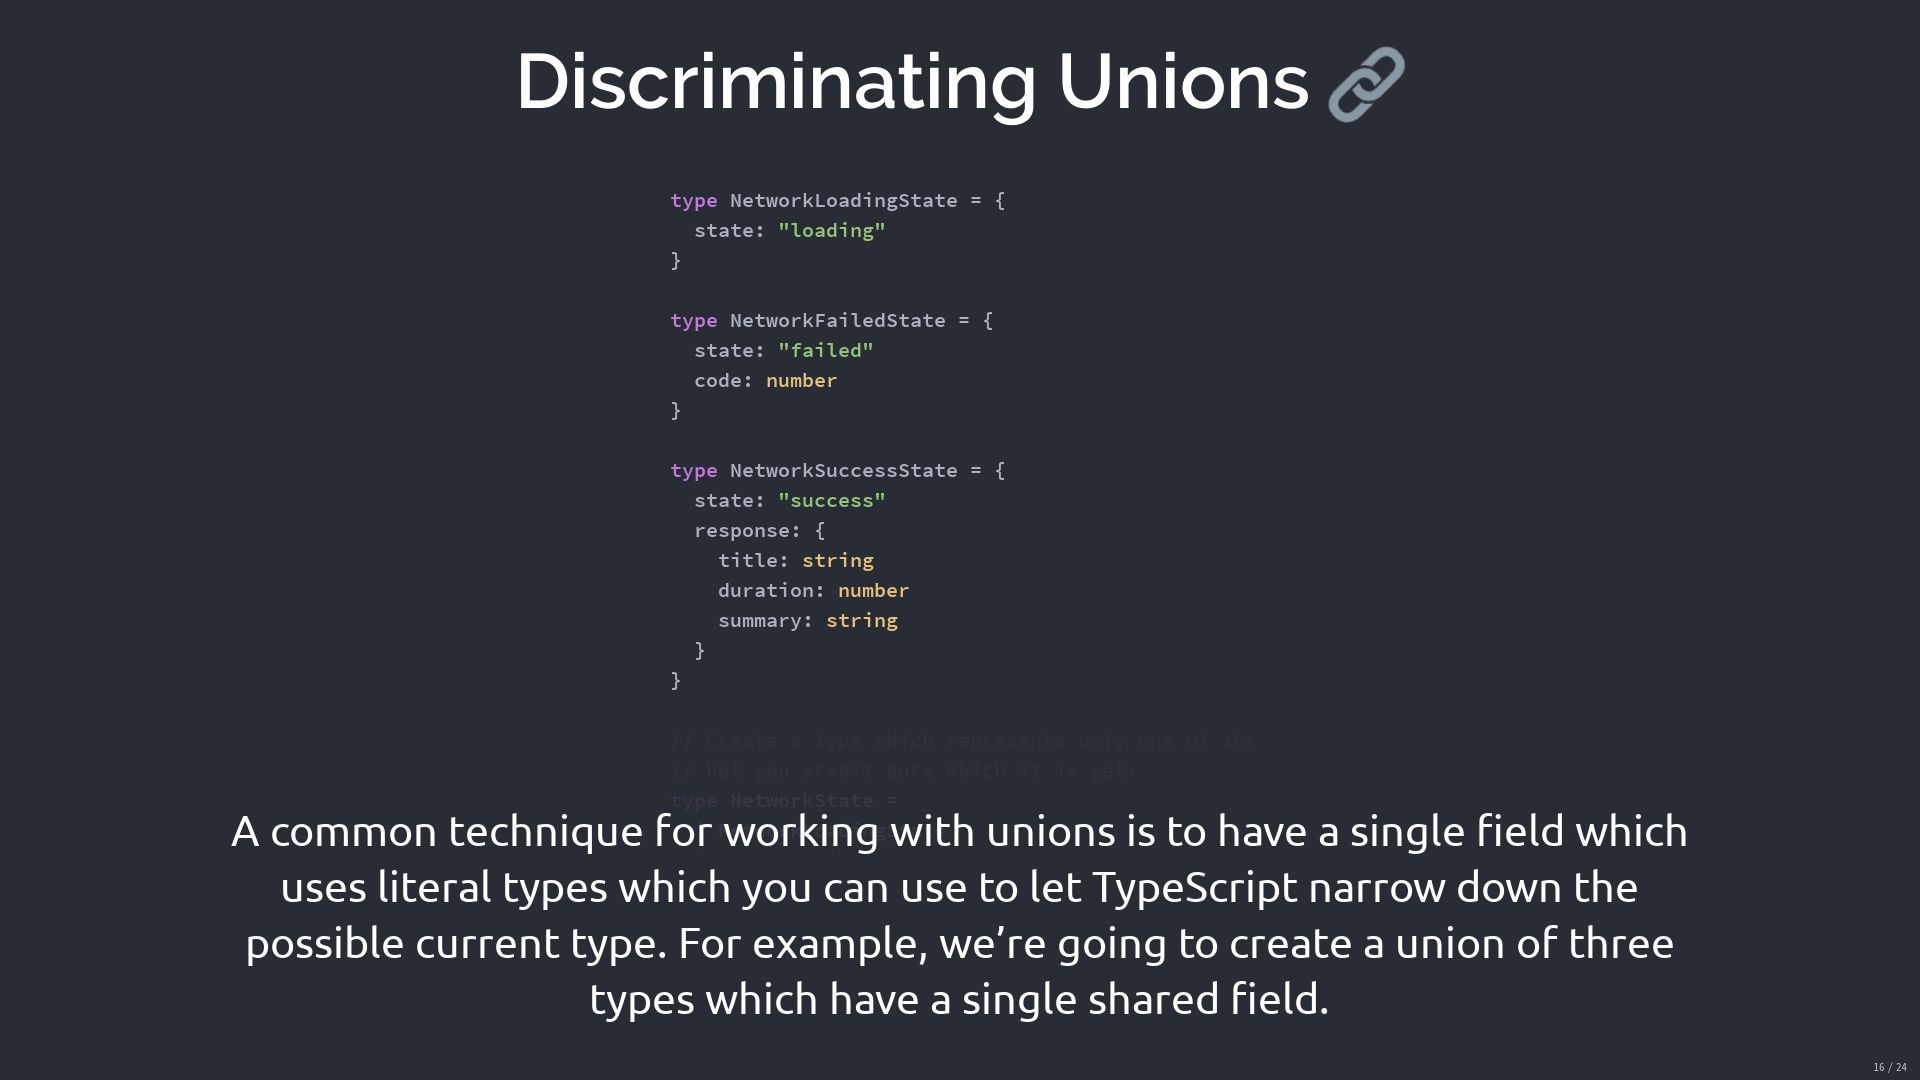 Discriminating Unions 🔗
type NetworkLoadingState = {
  state: "loading"
}
type NetworkFailedState = {
  state: "failed"
  code: number
}
type NetworkSuccessState = {
  state: "success"
  response: {
    title: string
    duration: number
    summary: string
  }
}
// Create a type which represents only one of the
// but you aren't sure which it is yet.
type NetworkState =
A common technique for working with unions is to have a single field which
uses literal types which you can use to let TypeScript narrow down the
possible current type. For example, we’re going to create a union of three
types which have a single shared field.
16 / 24